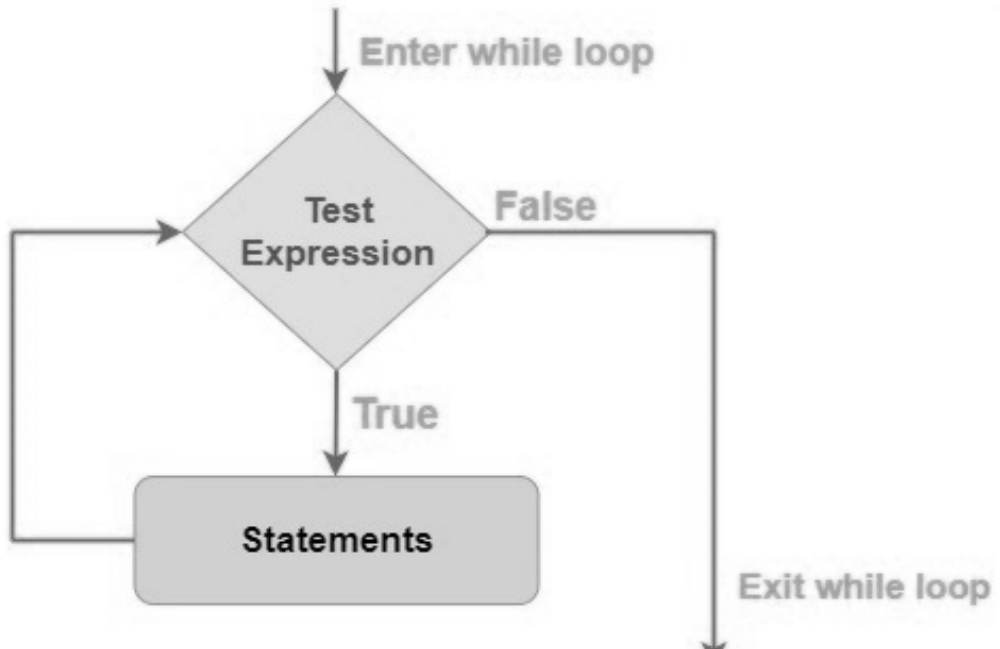 Enter while loop
Test
Expression
False
True
Statements
Exit while loop